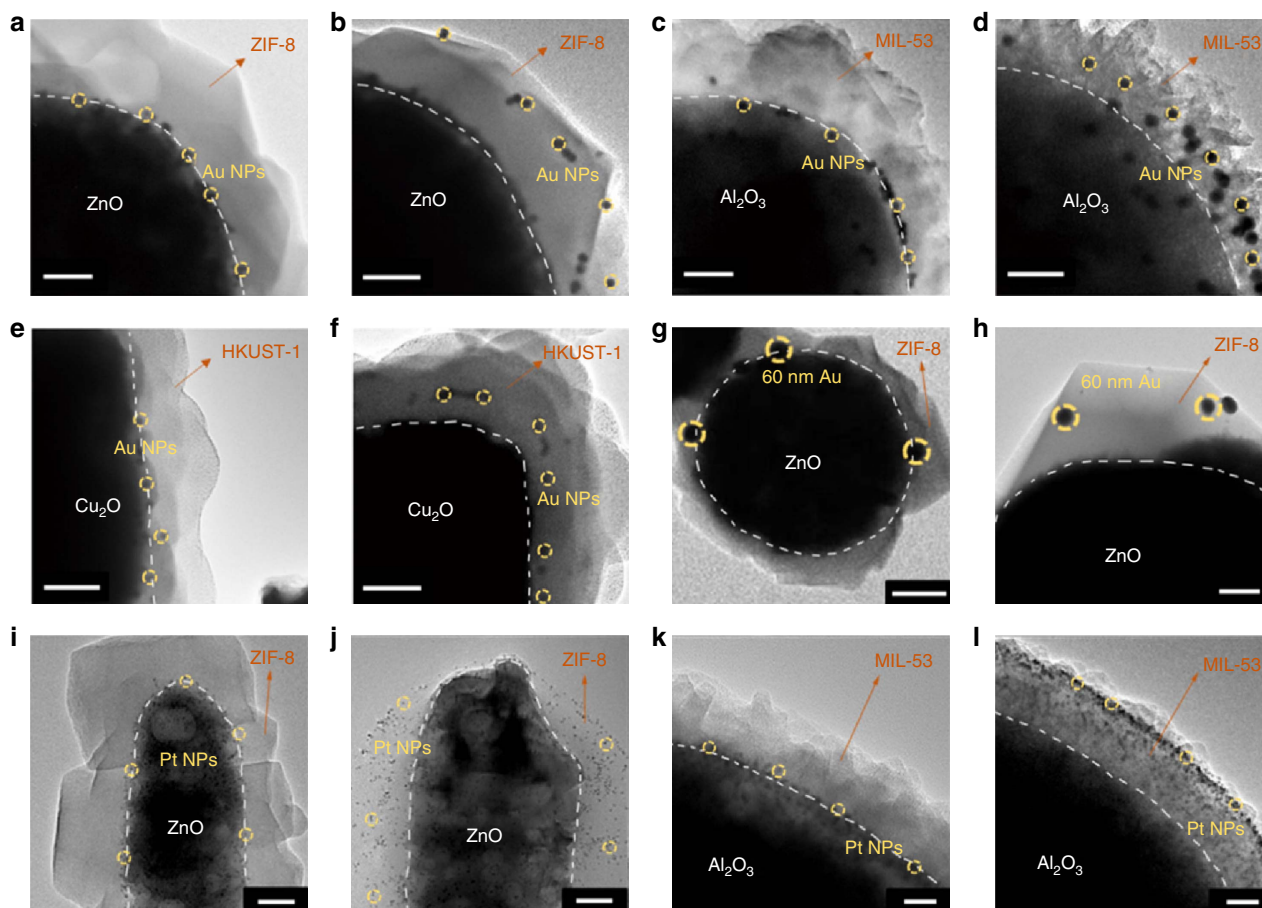 a
ZIF-8
Au NPs
ZnO
b
ZIF-8
Au NPs
ZnO
c
MIL-53
Au NPs
Al₂O₃
d
MIL-53
Au NPs
Al₂O₃
e
HKUST-1
Au NPs
Cu₂O
f
HKUST-1
Au NPs
Cu₂O
g
ZIF-8
60 nm Au
ZnO
h
ZIF-8
60 nm Au
ZnO
i
ZIF-8
Pt NPs
ZnO
j
ZIF-8
Pt NPs
ZnO
k
MIL-53
Pt NPs
Al₂O₃
l
MIL-53
Pt NPs
Al₂O₃